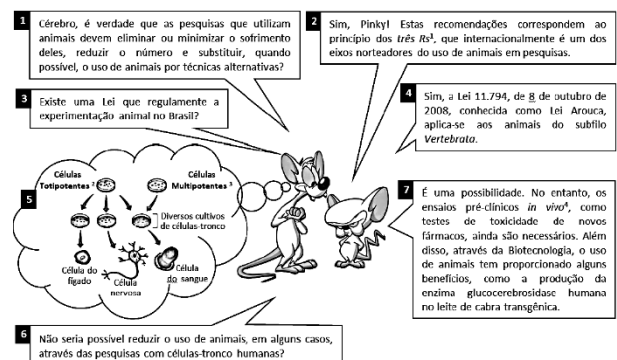 1
Cérebro, é verdade que as pesquisas que utilizam
animais devem eliminar ou minimizar o sofrimento
deles, reduzir o número e substituir, quando
possível, o uso de animais por técnicas alternativas?
2
Sim, Pinky! Estas recomendações correspondem ao
princípio dos três Rs¹, que internacionalmente é um dos
eixos norteadores do uso de animais em pesquisas.
3
Existe uma Lei que regulamente a
experimentação animal no Brasil?
4
Sim, a Lei 11.794, de 8 de outubro de
2008, conhecida como Lei Arouca,
aplica-se aos animais do subfilo
Vertebrata.
5
Células
Totipotentes ²
Células
Multipotentes ³
Diversos cultivos
de células-tronco
Célula do
fígado
Célula
nervosa
Célula
do sangue
6
Não seria possível reduzir o uso de animais, em alguns casos,
através das pesquisas com células-tronco humanas?
7
É uma possibilidade. No entanto, os
ensaios pré-clínicos in vivo⁴, como
testes de toxicidade de novos
fármacos, ainda são necessários. Além
disso, através da Biotecnologia, o uso
de animais tem proporcionado alguns
benefícios, como a produção da
enzima glucocerebrosidase humana
no leite de cabra transgênica.